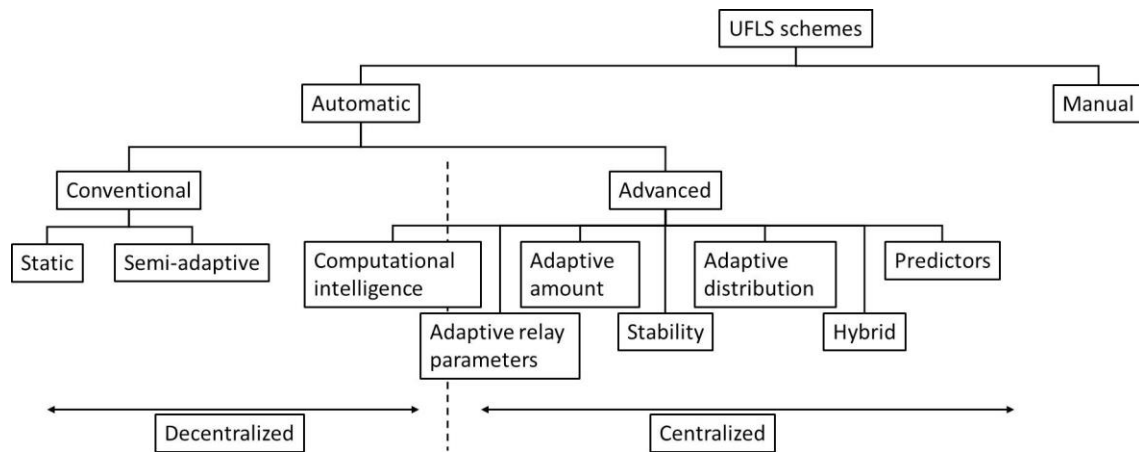 UFLS schemes
Automatic
Manual
Conventional
Advanced
Static
Semi-adaptive
Computational
intelligence
Adaptive
amount
Adaptive
distribution
Predictors
Adaptive relay
parameters
Stability
Hybrid
Decentralized
Centralized